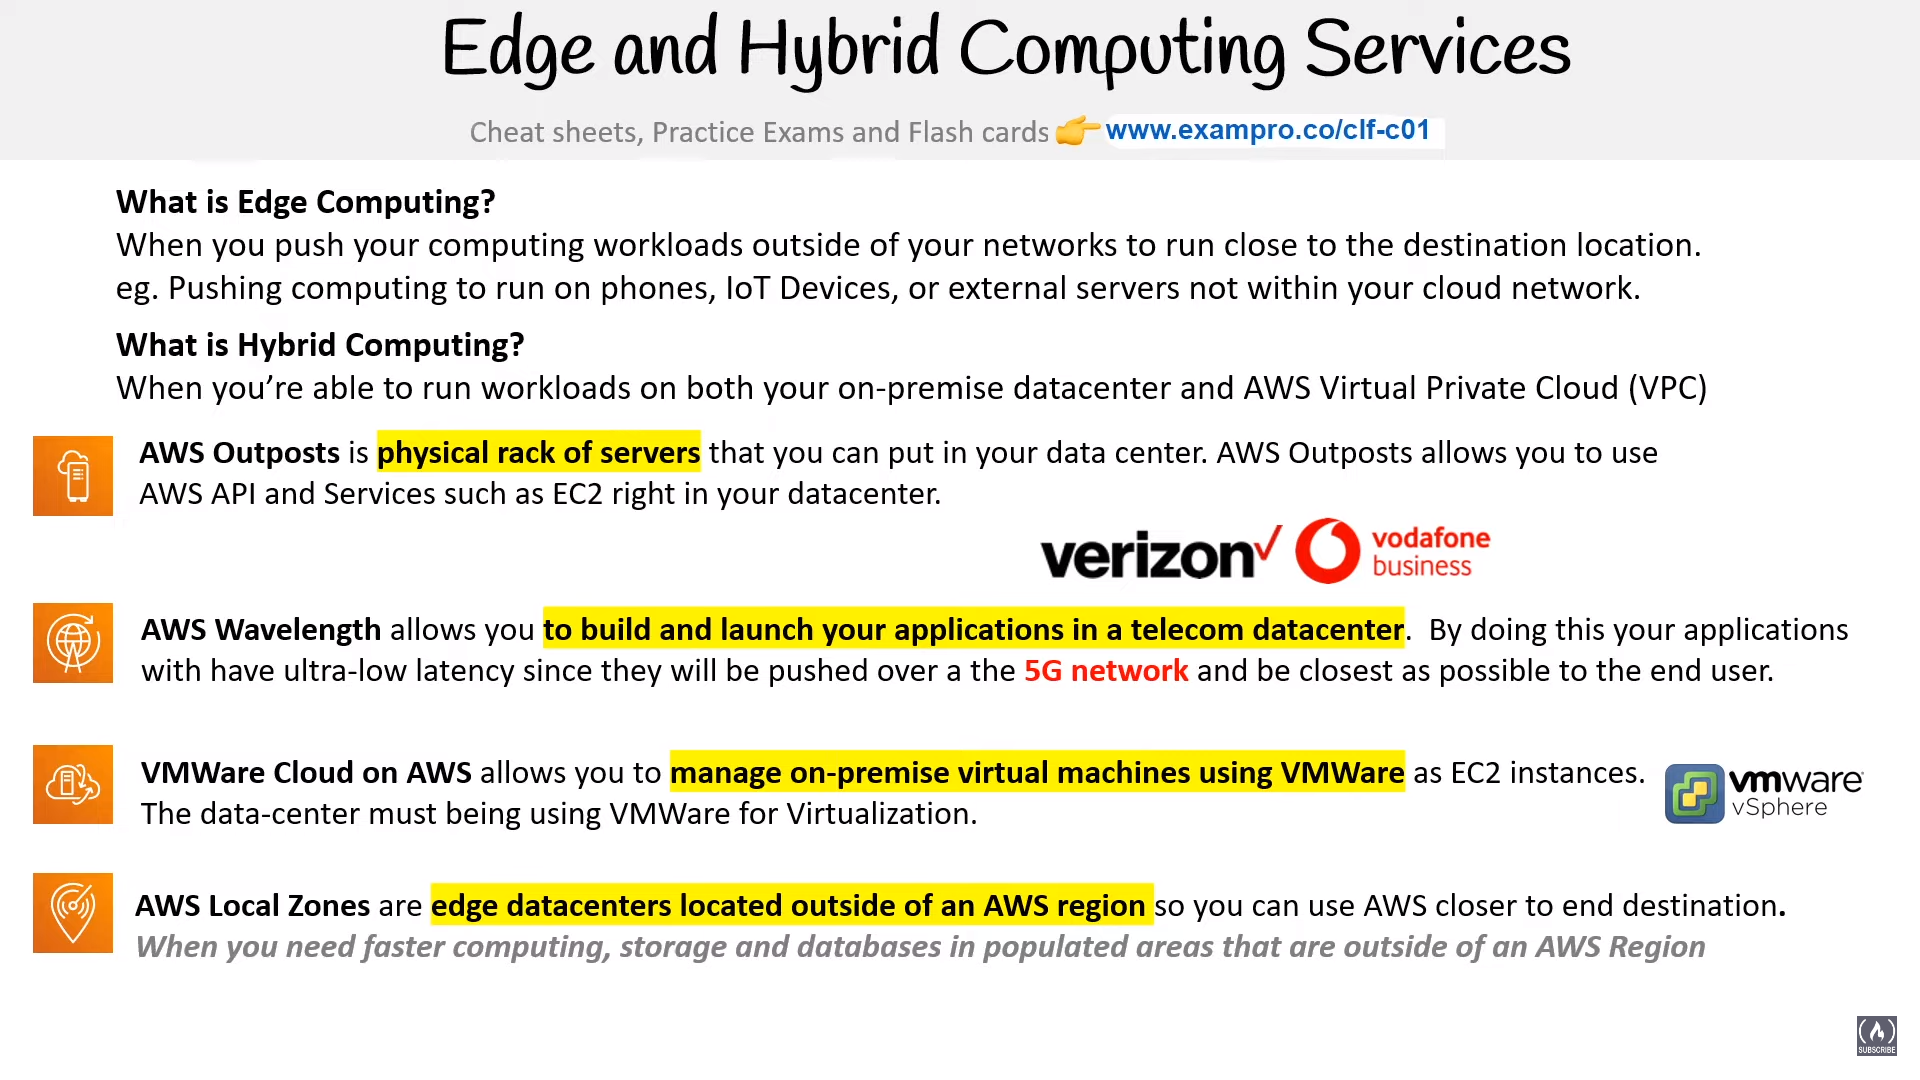 Edge and Hybrid Computing Services
Cheat sheets, Practice Exams and Flash cards 👉 www.exampro.co/clf-c01
What is Edge Computing?
When you push your computing workloads outside of your networks to run close to the destination location.
eg. Pushing computing to run on phones, IoT Devices, or external servers not within your cloud network.
What is Hybrid Computing?
When you’re able to run workloads on both your on-premise datacenter and AWS Virtual Private Cloud (VPC)
AWS Outposts is physical rack of servers that you can put in your data center. AWS Outposts allows you to use
AWS API and Services such as EC2 right in your datacenter.
verizon✓ vodafone
business
AWS Wavelength allows you to build and launch your applications in a telecom datacenter. By doing this your applications
with have ultra-low latency since they will be pushed over a the 5G network and be closest as possible to the end user.
VMWare Cloud on AWS allows you to manage on-premise virtual machines using VMWare as EC2 instances.
The data-center must being using VMWare for Virtualization.
vmware
vSphere
AWS Local Zones are edge datacenters located outside of an AWS region so you can use AWS closer to end destination.
When you need faster computing, storage and databases in populated areas that are outside of an AWS Region
SUBSCRIBE